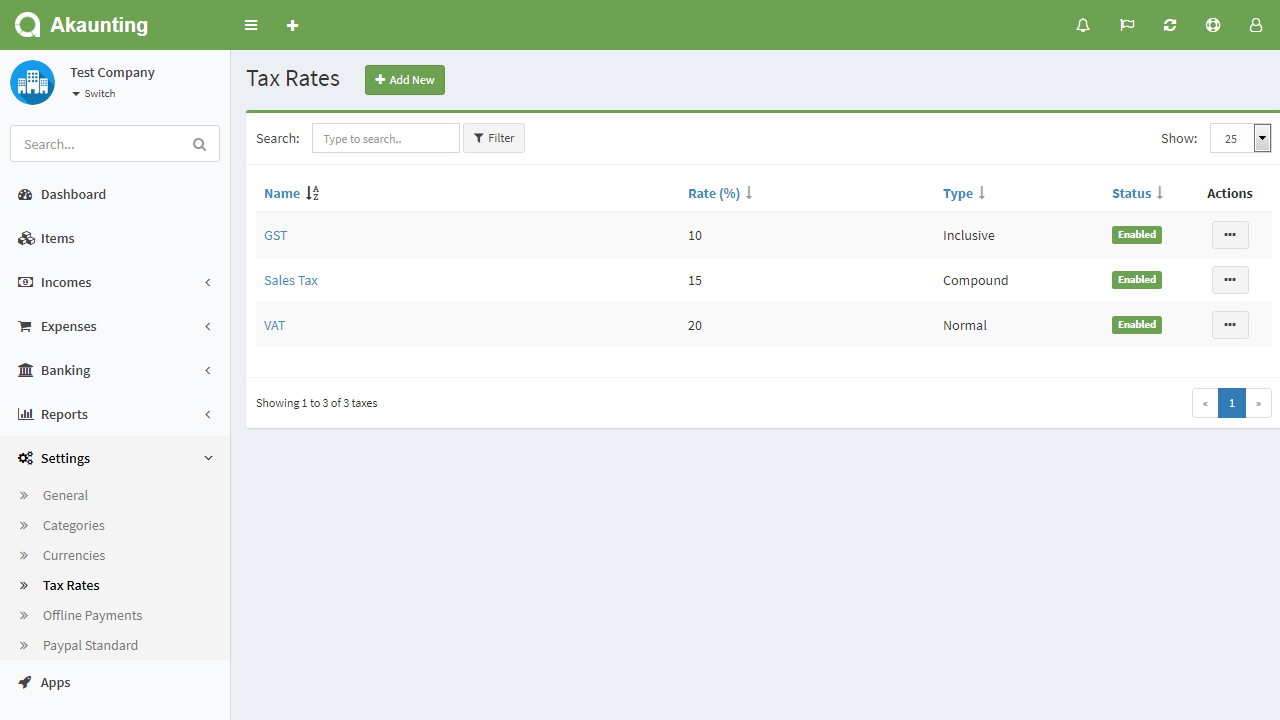 Akaunting
Test Company
Switch
Search...
Dashboard
Items
Incomes
Expenses
Banking
Reports
Settings
General
Categories
Currencies
Tax Rates
Offline Payments
Paypal Standard
Apps
Tax Rates
Add New
Search: Type to search.. Filter Show: 25
Name Rate (%) Type Status Actions
GST 10 Inclusive Enabled
Sales Tax 15 Compound Enabled
VAT 20 Normal Enabled
Showing 1 to 3 of 3 taxes
« 1 »